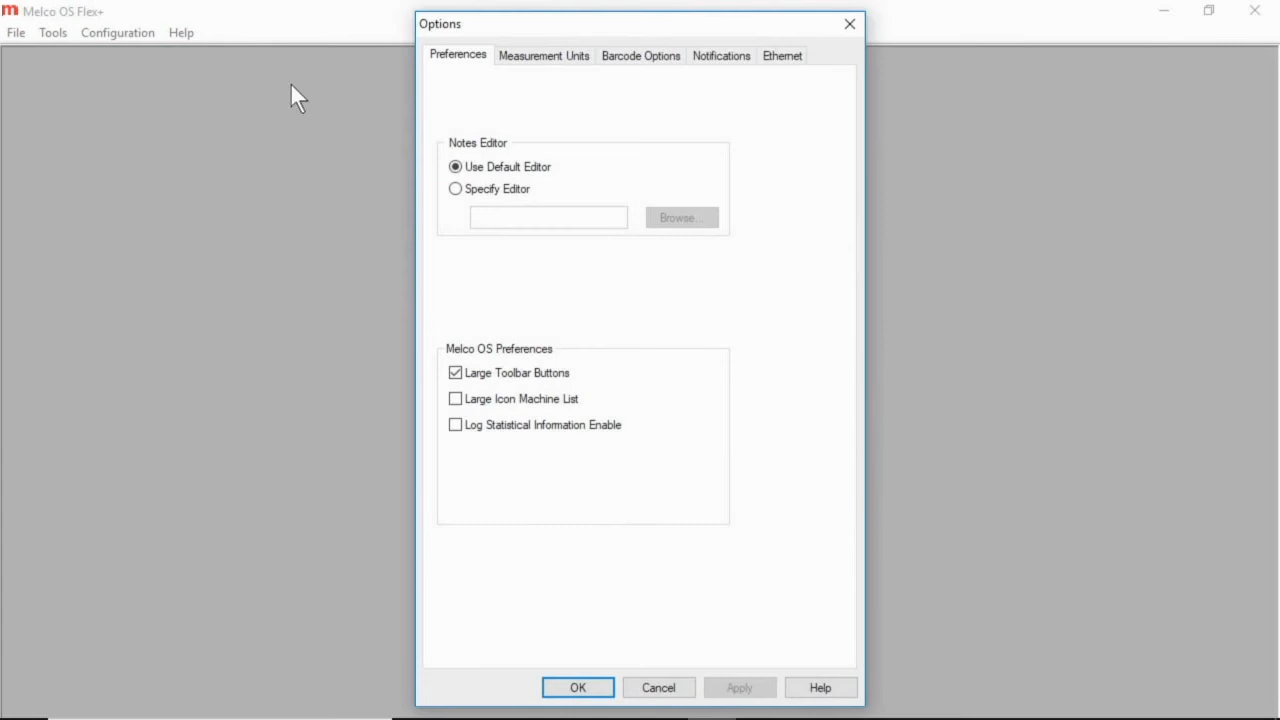 m Melco OS Flex+
File Tools Configuration Help
Options
Preferences Measurement Units Barcode Options Notifications Ethernet
Notes Editor
Use Default Editor
Specify Editor
Browse...
Melco OS Preferences
Large Toolbar Buttons
Large Icon Machine List
Log Statistical Information Enable
OK Cancel Apply Help